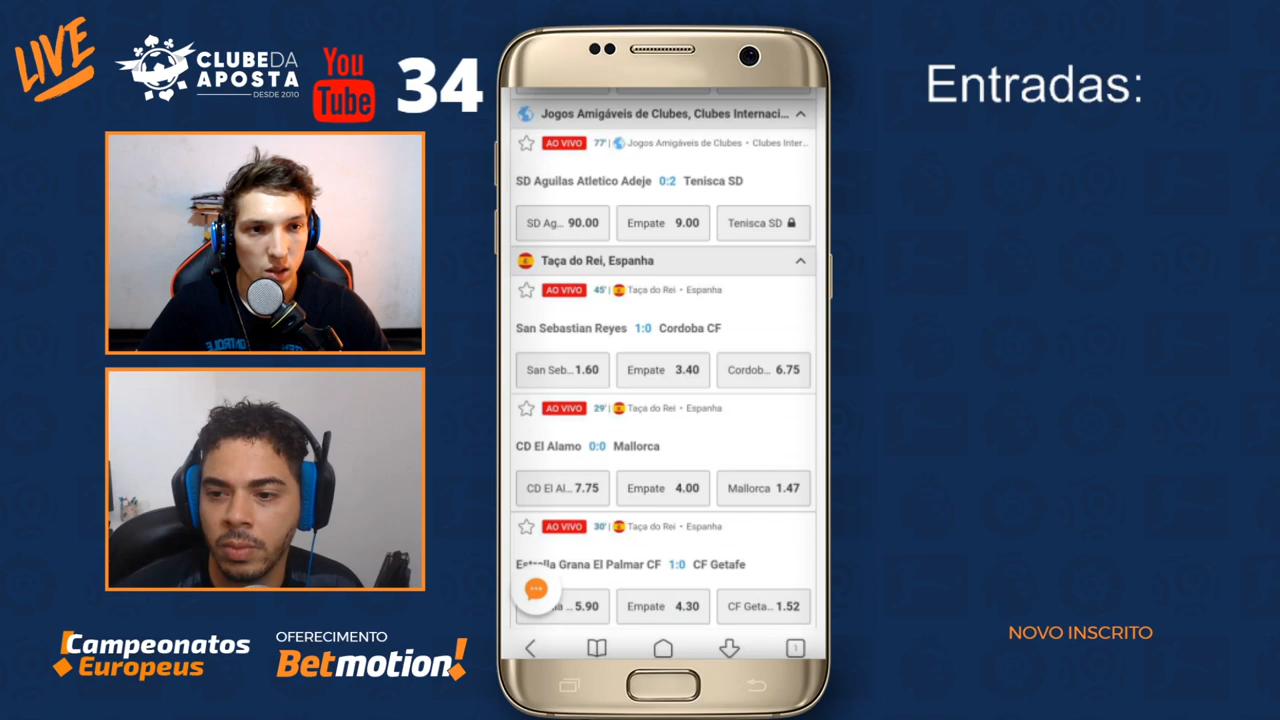 LIVE
CLUBEDA
APOSTA
DESDE 2010
You
Tube
34
Entradas:
Jogos Amigáveis de Clubes, Clubes Internaci...
AO VIVO 77' | Jogos Amigáveis de Clubes • Clubes Inter...
SD Aguilas Atletico Adeje 0:2 Tenisca SD
SD Ag... 90.00 Empate 9.00 Tenisca SD
Taça do Rei, Espanha
AO VIVO 45' | Taça do Rei • Espanha
San Sebastian Reyes 1:0 Cordoba CF
San Seb... 1.60 Empate 3.40 Cordob... 6.75
AO VIVO 29' | Taça do Rei • Espanha
CD El Alamo 0:0 Mallorca
CD El Al... 7.75 Empate 4.00 Mallorca 1.47
AO VIVO 30' | Taça do Rei • Espanha
Estrella Grana El Palmar CF 1:0 CF Getafe
5.90 Empate 4.30 CF Geta... 1.52
1
Campeonatos
Europeus
OFERECIMENTO
Betmotion!
NOVO INSCRITO